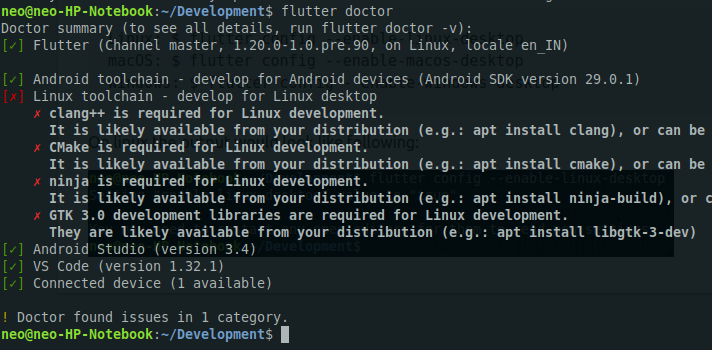 neo@neo-HP-Notebook:~/Development$ flutter doctor
Doctor summary (to see all details, run flutter doctor -v):
[✓] Flutter (Channel master, 1.20.0-1.0.pre.90, on Linux, locale en_IN)
macOS: $ flutter config --enable-macos-desktop
[✓] Android toolchain - develop for Android devices (Android SDK version 29.0.1)
[✗] Linux toolchain - develop for Linux desktop
✗ clang++ is required for Linux development.
It is likely available from your distribution (e.g.: apt install clang), or can be
✗ CMake is required for Linux development.
It is likely available from your distribution (e.g.: apt install cmake), or can be
✗ ninja is required for Linux development.
It is likely available from your distribution (e.g.: apt install ninja-build), or c
✗ GTK 3.0 development libraries are required for Linux development.
They are likely available from your distribution (e.g.: apt install libgtk-3-dev)
[✓] Android Studio (version 3.4)
[✓] VS Code (version 1.32.1)
[✓] Connected device (1 available)
! Doctor found issues in 1 category.
neo@neo-HP-Notebook:~/Development$